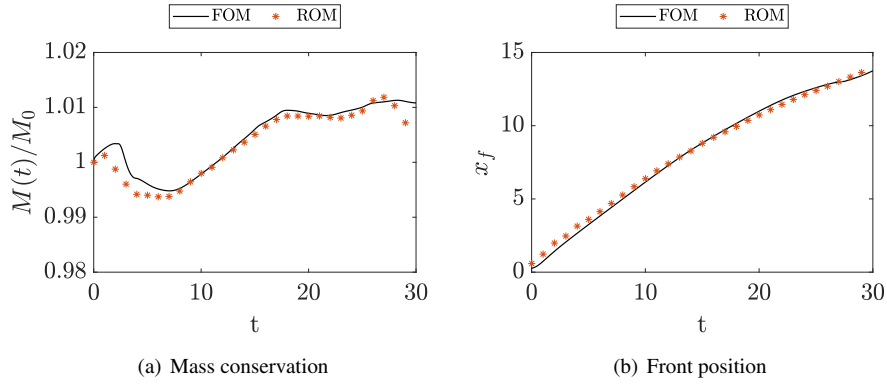 FOM ROM
FOM ROM
1.02
1.01
1
0.99
0.98
M(t)/M₀
0 10 20 30
t
15
10
5
0
x_f
0 10 20 30
t
(a) Mass conservation
(b) Front position